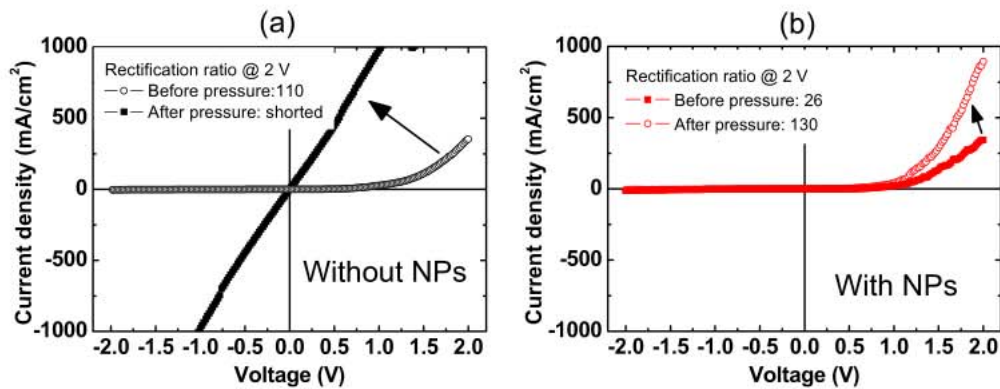 (a)
Current density (mA/cm²)
1000
500
0
-500
-1000
Rectification ratio @ 2 V
Before pressure:110
After pressure: shorted
Without NPs
-2.0 -1.5 -1.0 -0.5 0.0 0.5 1.0 1.5 2.0
Voltage (V)
(b)
Current density (mA/cm²)
1000
500
0
-500
-1000
Rectification ratio @ 2 V
Before pressure: 26
After pressure: 130
With NPs
-2.0 -1.5 -1.0 -0.5 0.0 0.5 1.0 1.5 2.0
Voltage (V)